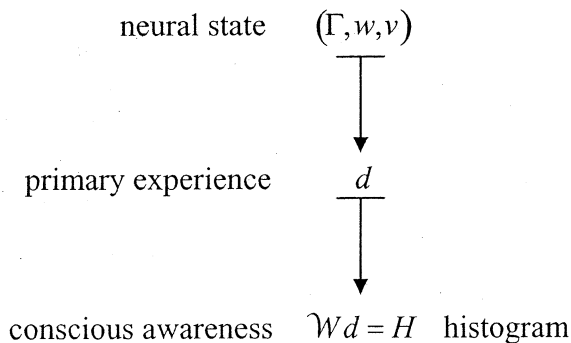 neural state (Γ,w,v)
primary experience d
conscious awareness 𝒲d = H histogram